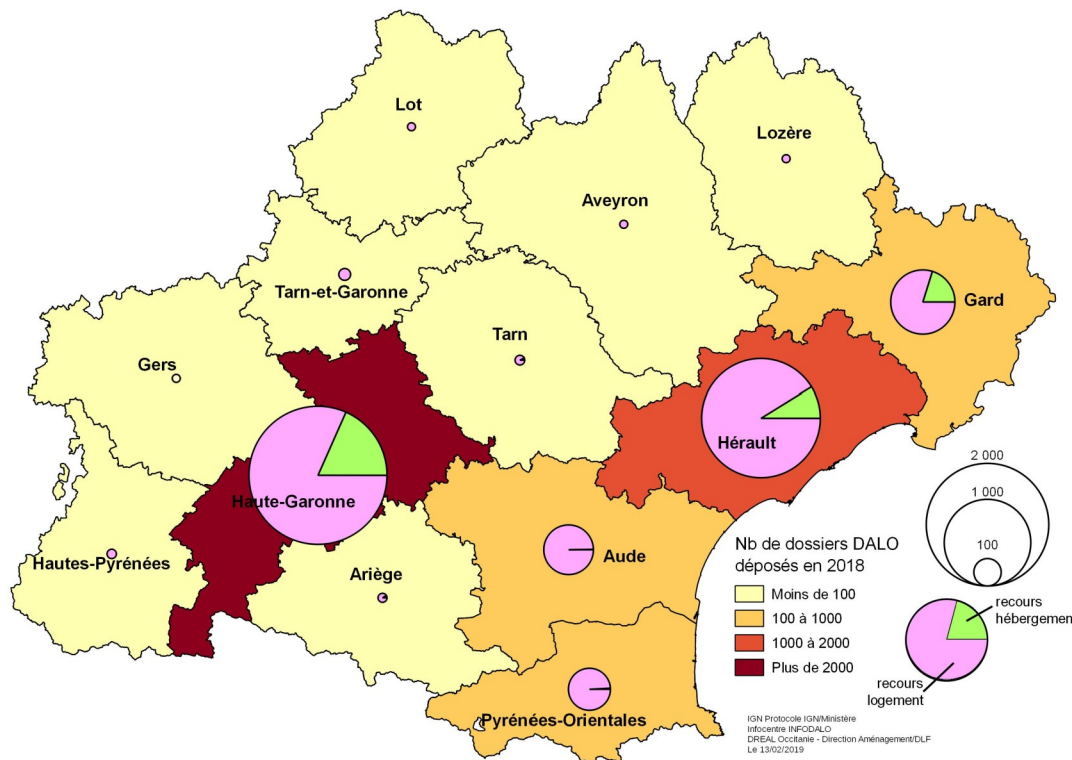 Lot
Lozère
Aveyron
Tarn-et-Garonne
Gard
Tarn
Gers
Hérault
Haute-Garonne
Hautes-Pyrénées
Ariège
Aude
Pyrénées-Orientales
2 000
1 000
100
Nb de dossiers DALO
déposés en 2018
Moins de 100
100 à 1000
1000 à 2000
Plus de 2000
recours
hébergement
recours
logement
IGN Protocole IGN/Ministère
Infocentre INFODALO
DREAL Occitanie - Direction Aménagement/DLF
Le 13/02/2019